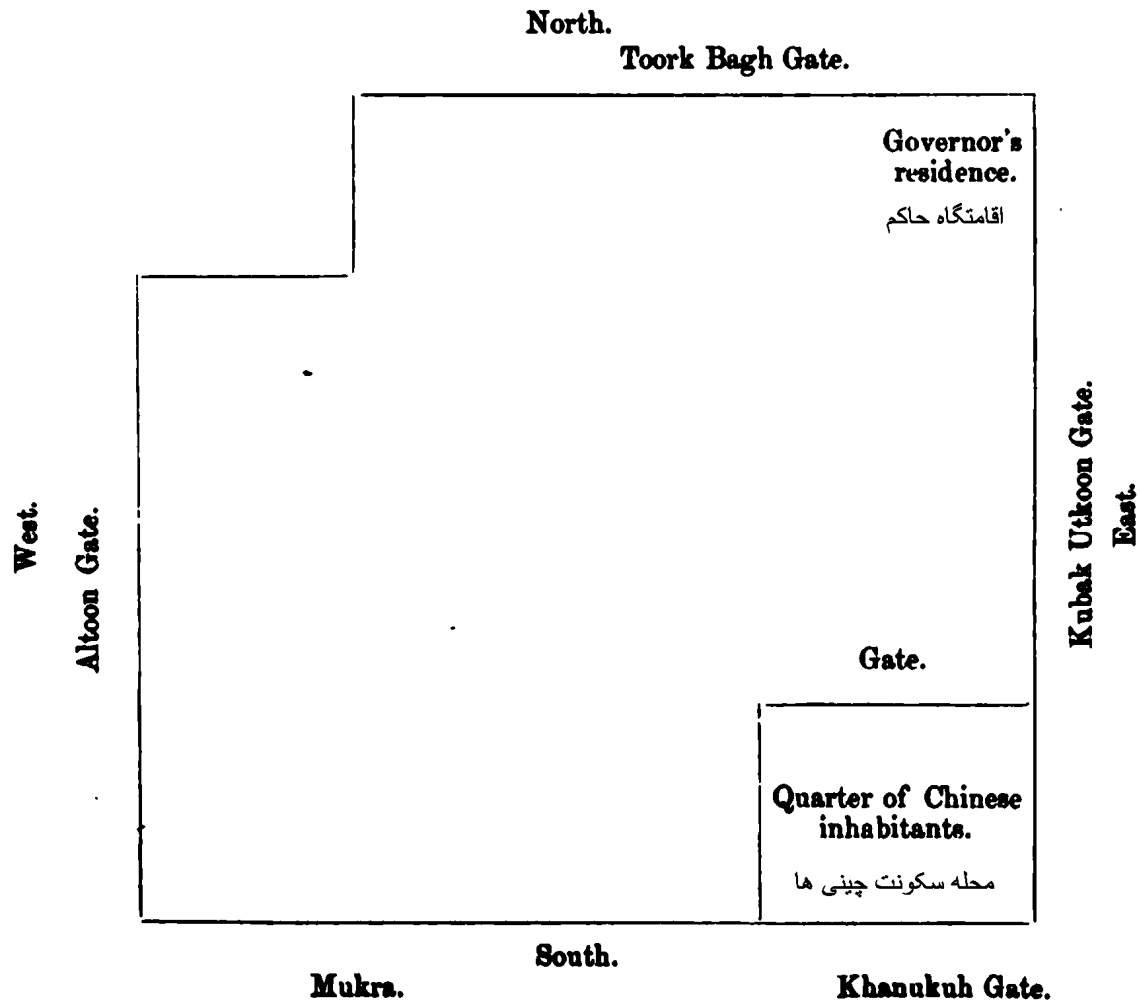 North.
Toork Bagh Gate.
Governor's
residence.
اقامتگاه حاکم
West.
Altoon Gate.
Kubak Utkoon Gate.
East.
Gate.
Quarter of Chinese
inhabitants.
محله سکونت چینی ها
South.
Mukra.
Khanukuh Gate.